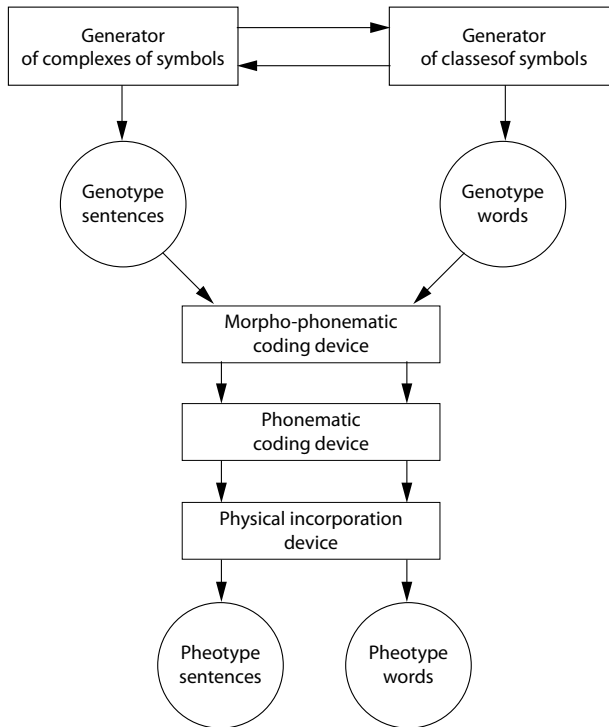 Generator
of complexes of symbols
Generator
of classesof symbols
Genotype
sentences
Genotype
words
Morpho-phonematic
coding device
Phonematic
coding device
Physical incorporation
device
Pheotype
sentences
Pheotype
words